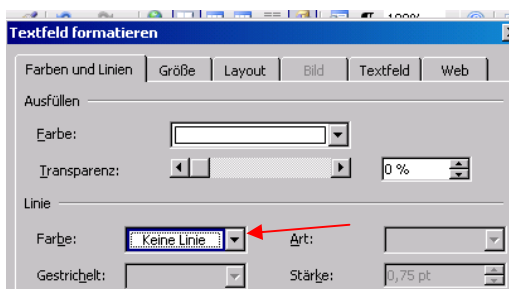 100%
Textfeld formatieren
Farben und Linien Größe Layout Bild Textfeld Web
Ausfüllen
Farbe:
Transparenz: 0 %
Linie
Farbe: Keine Linie Art:
Gestrichelt: Stärke: 0,75 pt